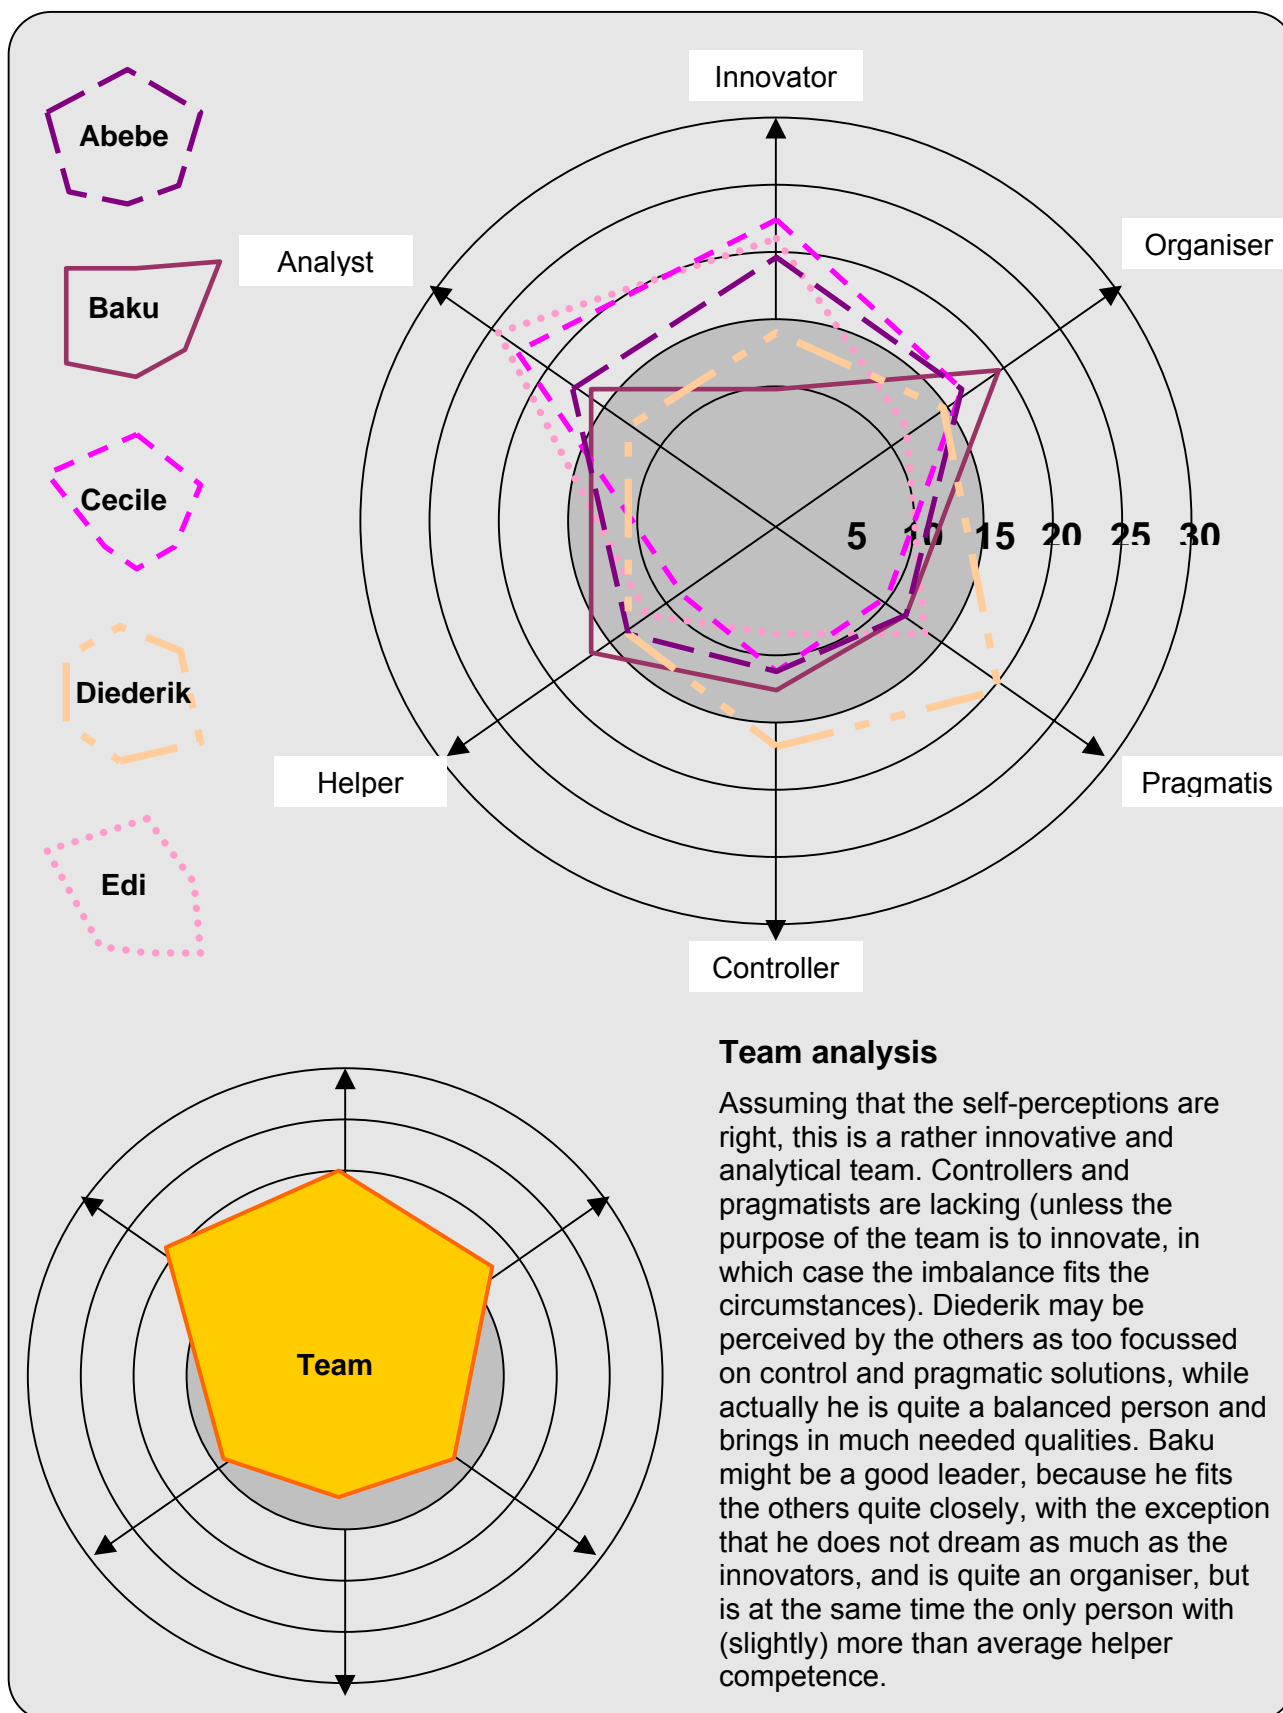 Innovator
Abebe
Organiser
Analyst
Baku
Cecile
5 10 15 20 25 30
Diederik
Helper
Pragmatis
Edi
Controller
Team analysis
Assuming that the self-perceptions are
right, this is a rather innovative and
analytical team. Controllers and
pragmatists are lacking (unless the
purpose of the team is to innovate, in
which case the imbalance fits the
circumstances). Diederik may be
perceived by the others as too focussed
on control and pragmatic solutions, while
actually he is quite a balanced person and
brings in much needed qualities. Baku
might be a good leader, because he fits
the others quite closely, with the exception
that he does not dream as much as the
innovators, and is quite an organiser, but
is at the same time the only person with
(slightly) more than average helper
competence.
Team